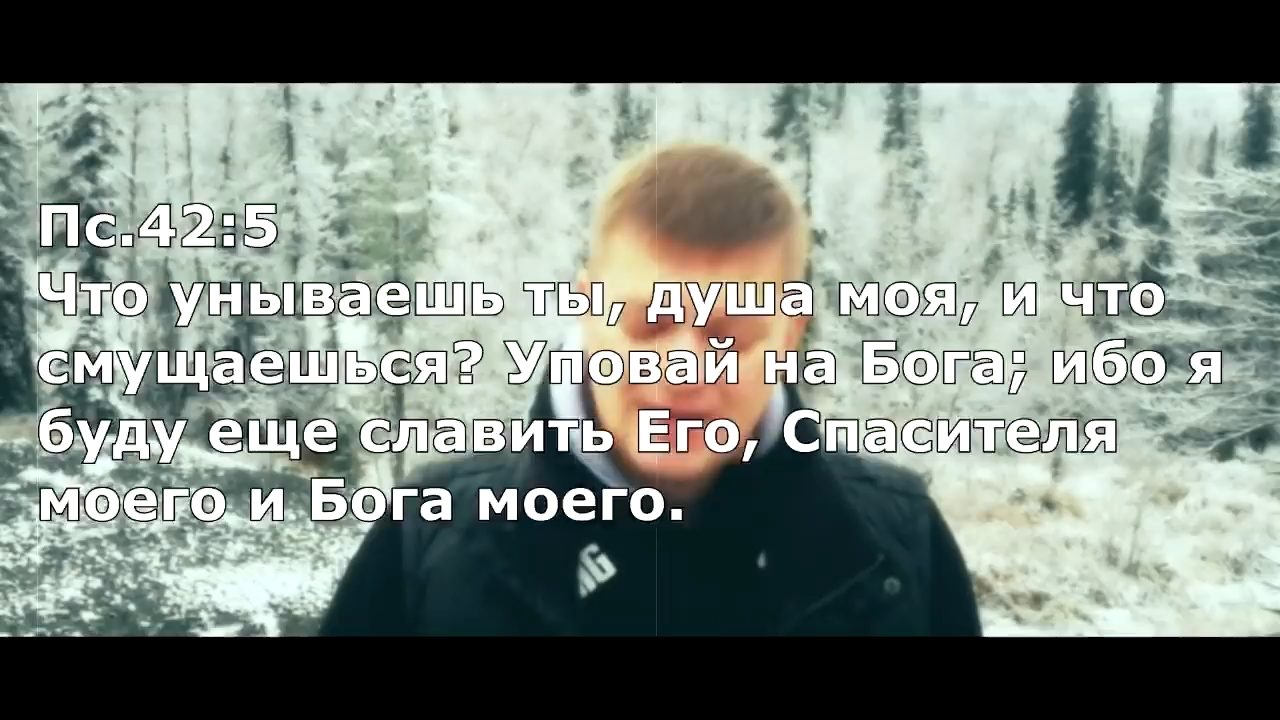 Пс.42:5
Что унываешь ты, душа моя, и что
смущаешься? Уповай на Бога; ибо я
буду еще славить Его, Спасителя
моего и Бога моего.